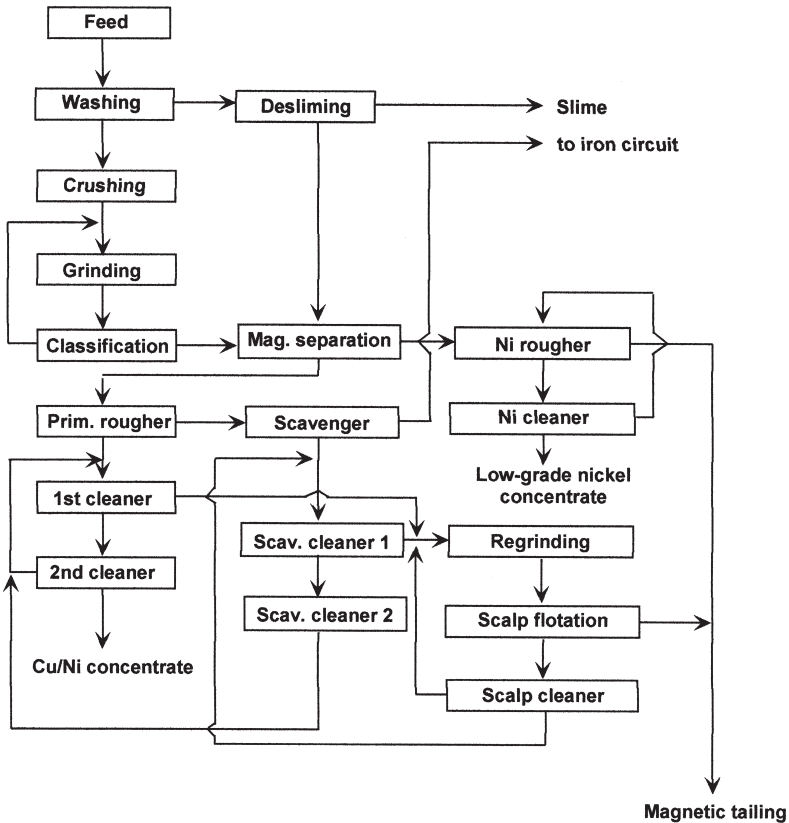 Feed
Washing
Desliming
Slime
to iron circuit
Crushing
Grinding
Classification
Mag. separation
Ni rougher
Prim. rougher
Scavenger
Ni cleaner
Low-grade nickel
concentrate
1st cleaner
Scav. cleaner 1
Regrinding
2nd cleaner
Scav. cleaner 2
Scalp flotation
Cu/Ni concentrate
Scalp cleaner
Magnetic tailing